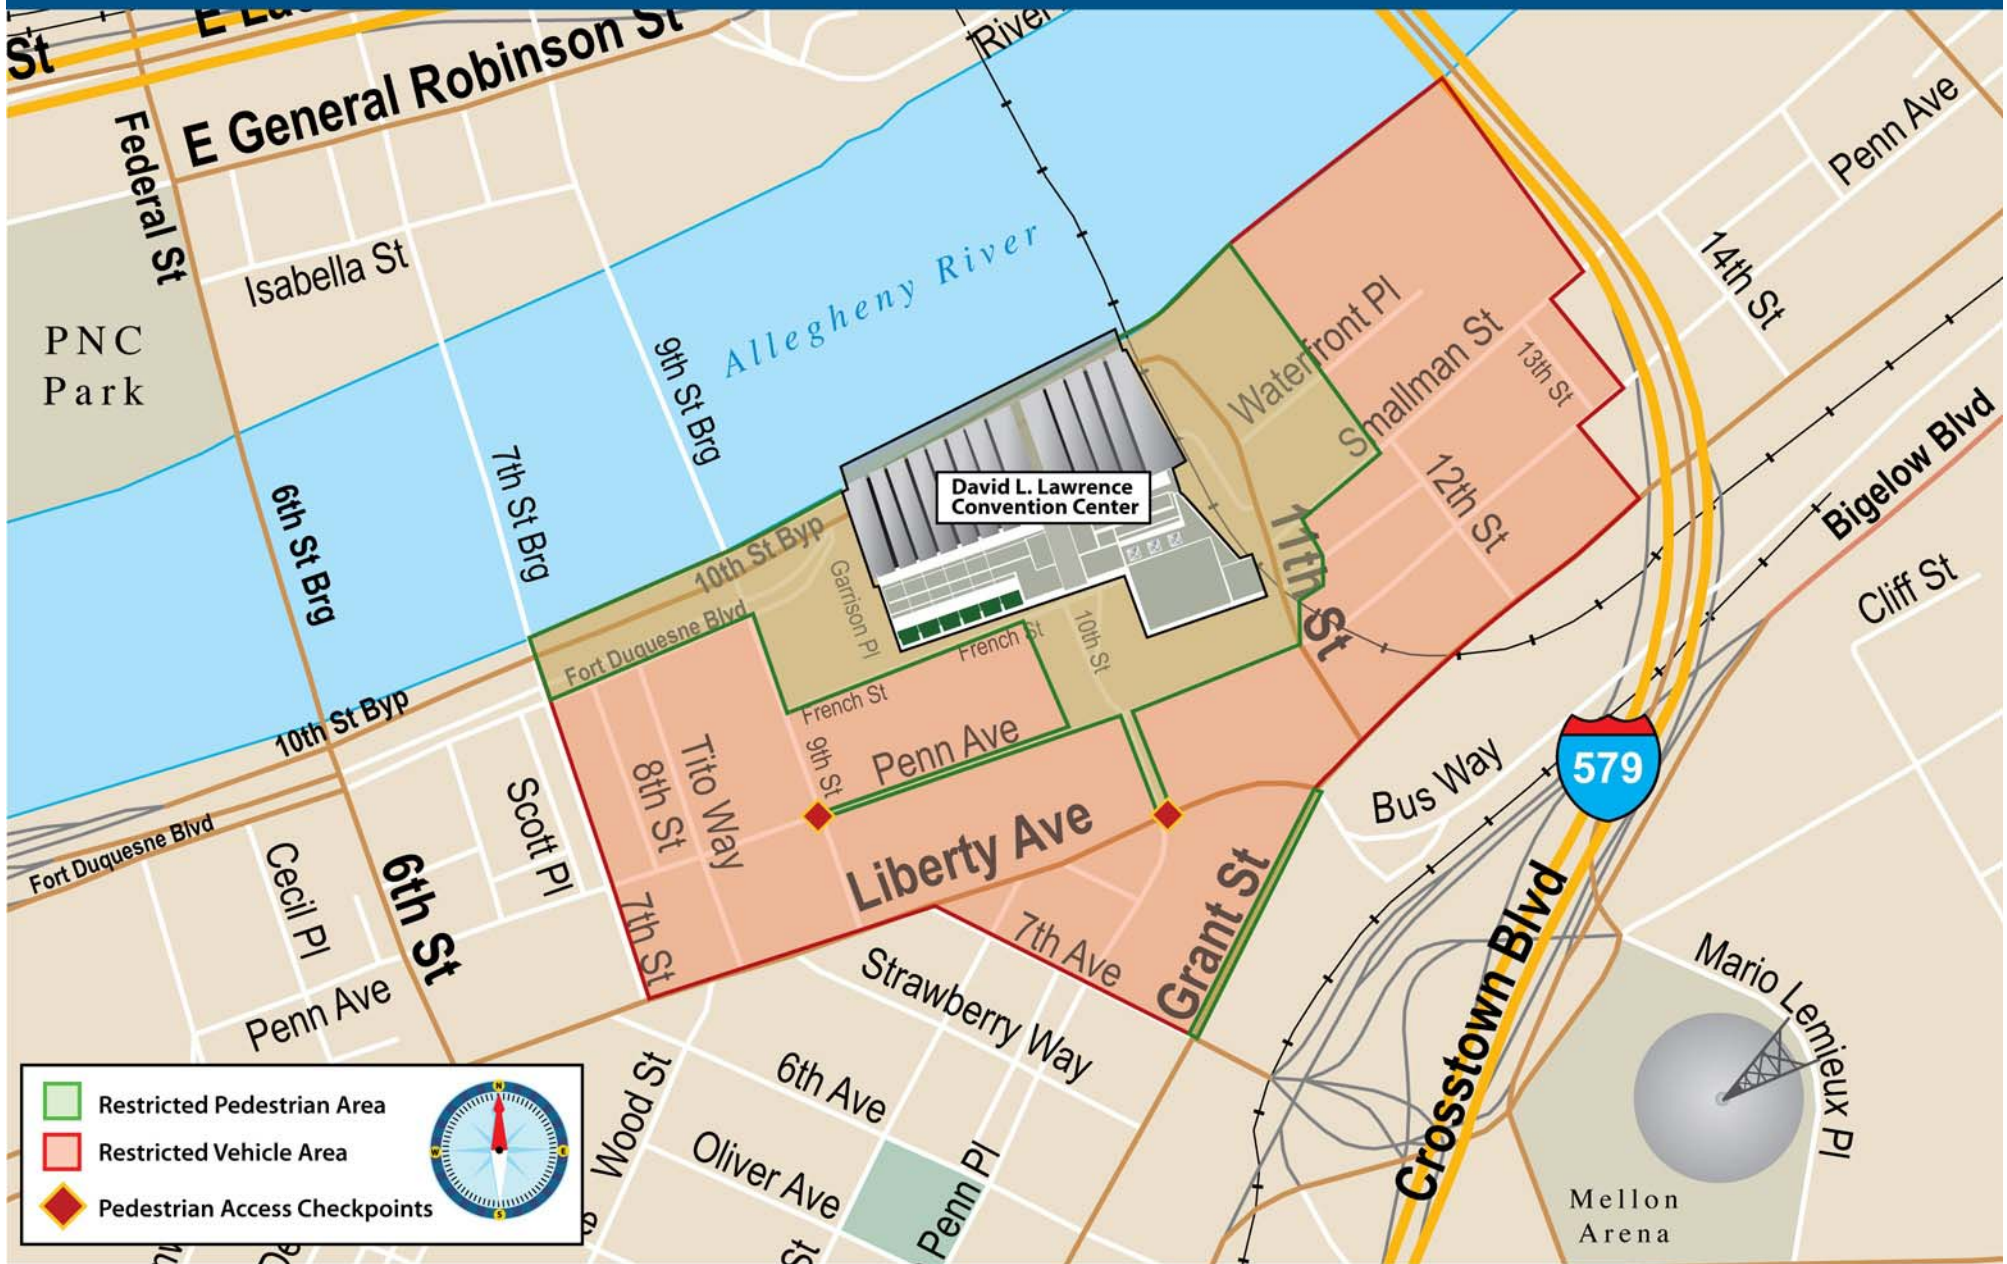 St
E General Robinson St
River
Federal St
Isabella St
PNC
Park
Allegheny River
6th St Brg
7th St Brg
9th St Brg
10th St Byp
Fort Duquesne Blvd
Garrison Pl
David L. Lawrence
Convention Center
French St
10th St
French St
9th St
Penn Ave
Tito Way
8th St
7th St
Liberty Ave
7th Ave
Grant St
11th St
12th St
13th St
Smallman St
Waterfront Pl
Penn Ave
14th St
Bigelow Blvd
Cliff St
Bus Way
579
Crosstown Blvd
Mario Lemieux Pl
Mellon
Arena
10th St Byp
Fort Duquesne Blvd
Scott Pl
Cecil Pl
6th St
Penn Ave
Strawberry Way
6th Ave
Oliver Ave
Wood St
Penn Pl
St
Restricted Pedestrian Area
Restricted Vehicle Area
Pedestrian Access Checkpoints
N
E
S
W